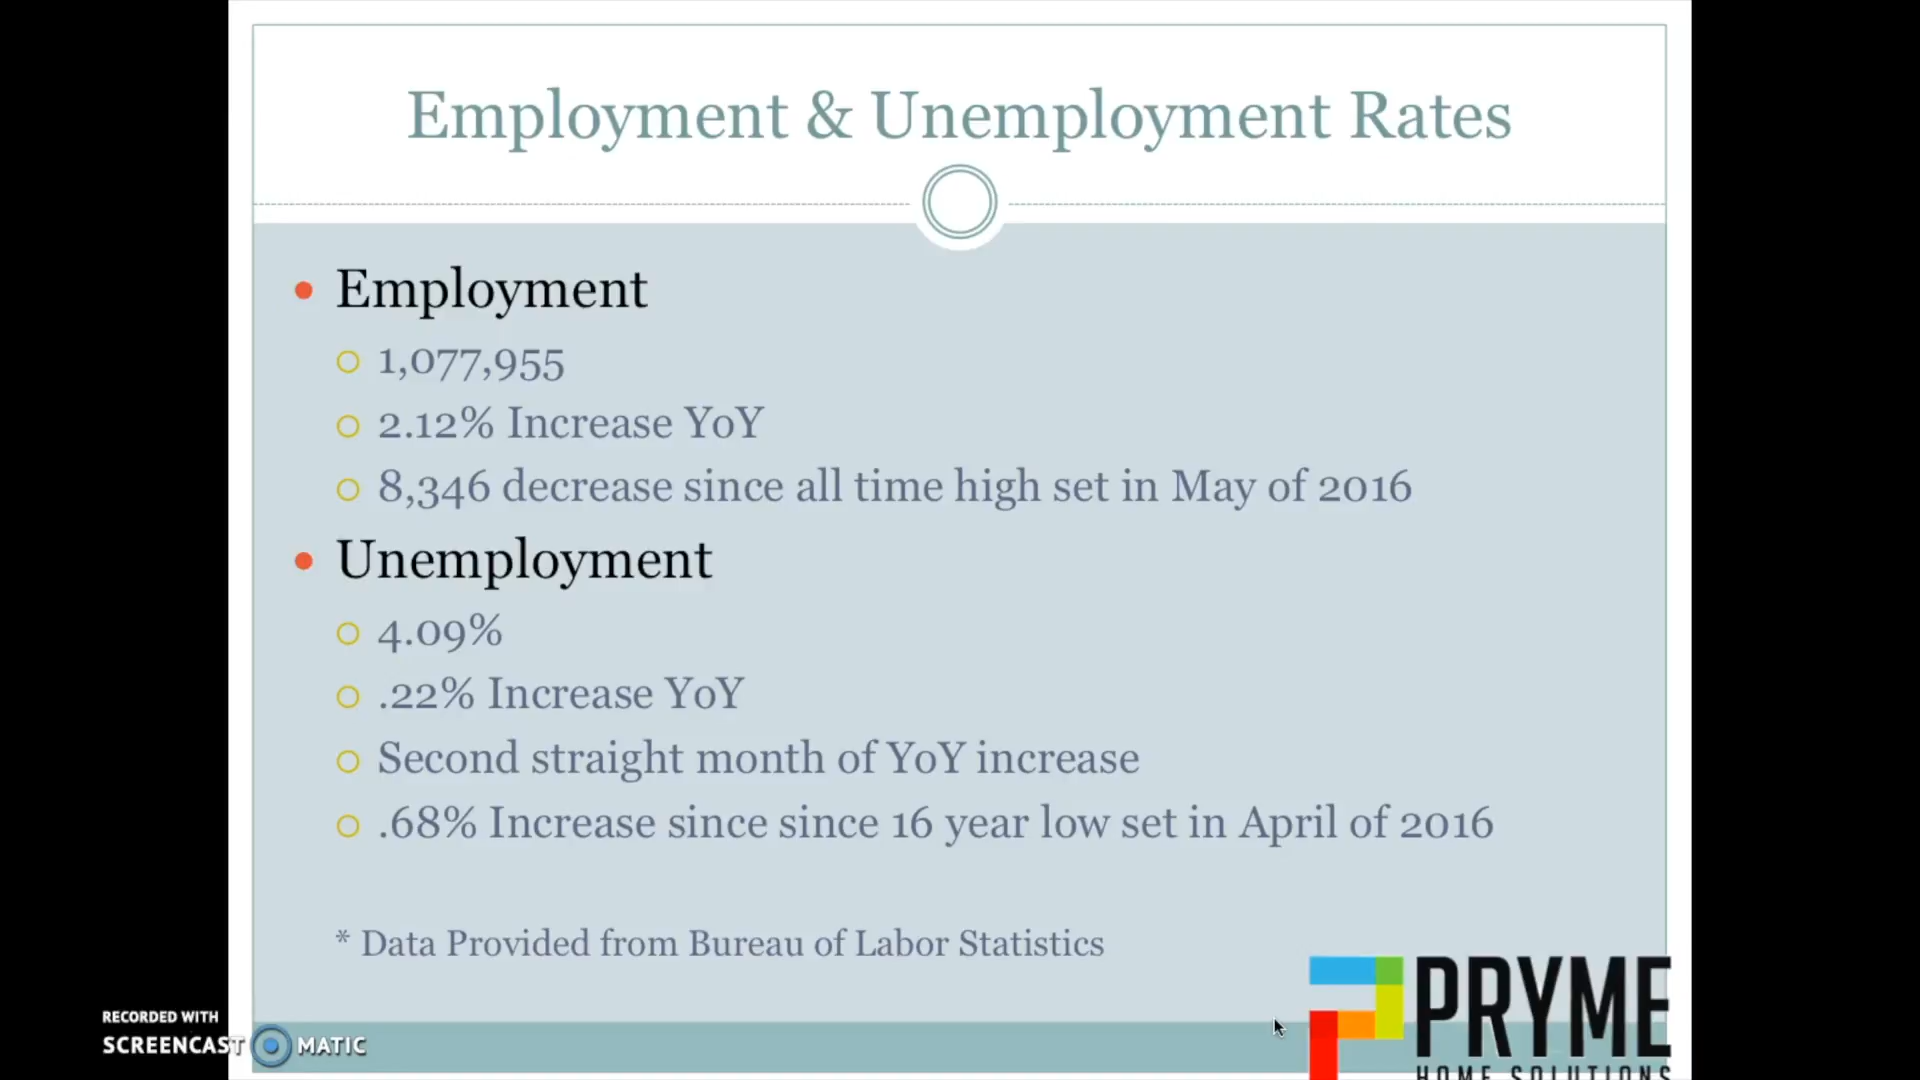 Employment & Unemployment Rates
Employment
1,077,955
2.12% Increase YoY
8,346 decrease since all time high set in May of 2016
Unemployment
4.09%
.22% Increase YoY
Second straight month of YoY increase
.68% Increase since since 16 year low set in April of 2016
* Data Provided from Bureau of Labor Statistics
PRYME
HOME SOLUTIONS
RECORDED WITH
SCREENCAST MATIC